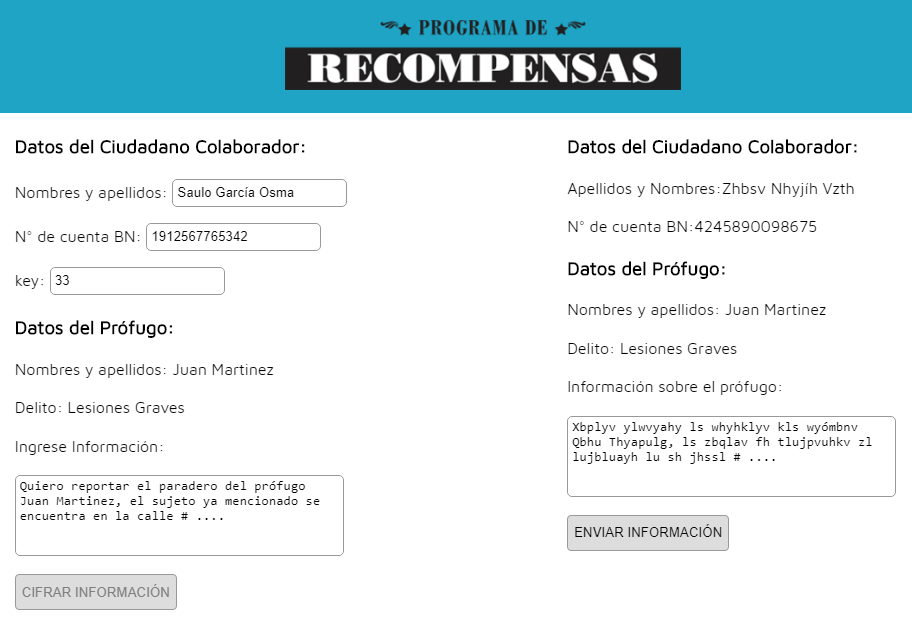 PROGRAMA DE
RECOMPENSAS
Datos del Ciudadano Colaborador:
Nombres y apellidos: Saulo García Osma
N° de cuenta BN: 1912567765342
key: 33
Datos del Prófugo:
Nombres y apellidos: Juan Martinez
Delito: Lesiones Graves
Ingrese Información:
Quiero reportar el paradero del prófugo
Juan Martinez, el sujeto ya mencionado se
encuentra en la calle # ....
CIFRAR INFORMACIÓN
Datos del Ciudadano Colaborador:
Apellidos y Nombres:Zhbsv Nhyjíh Vzth
N° de cuenta BN:4245890098675
Datos del Prófugo:
Nombres y apellidos: Juan Martinez
Delito: Lesiones Graves
Información sobre el prófugo:
Xbplyv ylwvyahy ls whyhklyv kls wyómbnv
Qbhu Thyapulg, ls zbqlav fh tlujpvuhkv zl
lujbluayh lu sh jhssl # ....
ENVIAR INFORMACIÓN